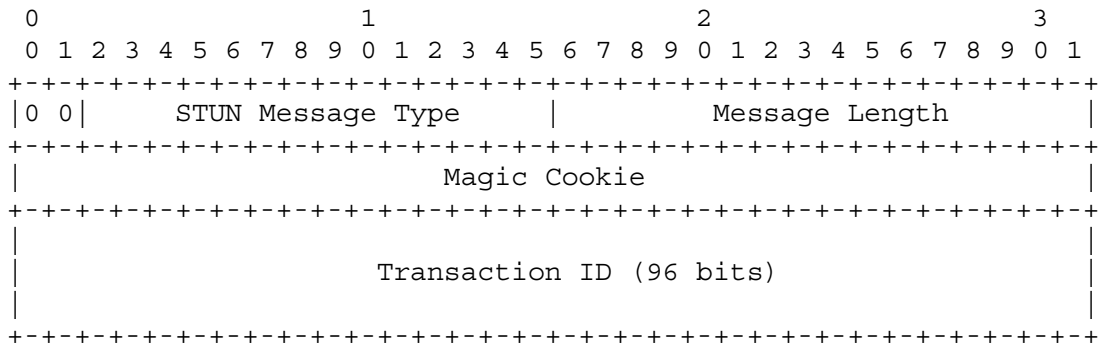 0                   1                   2                   3
 0 1 2 3 4 5 6 7 8 9 0 1 2 3 4 5 6 7 8 9 0 1 2 3 4 5 6 7 8 9 0 1
+-+-+-+-+-+-+-+-+-+-+-+-+-+-+-+-+-+-+-+-+-+-+-+-+-+-+-+-+-+-+-+-+
|0 0|     STUN Message Type     |         Message Length        |
+-+-+-+-+-+-+-+-+-+-+-+-+-+-+-+-+-+-+-+-+-+-+-+-+-+-+-+-+-+-+-+-+
|                         Magic Cookie                          |
+-+-+-+-+-+-+-+-+-+-+-+-+-+-+-+-+-+-+-+-+-+-+-+-+-+-+-+-+-+-+-+-+
|                                                               |
|                     Transaction ID (96 bits)                  |
|                                                               |
+-+-+-+-+-+-+-+-+-+-+-+-+-+-+-+-+-+-+-+-+-+-+-+-+-+-+-+-+-+-+-+-+